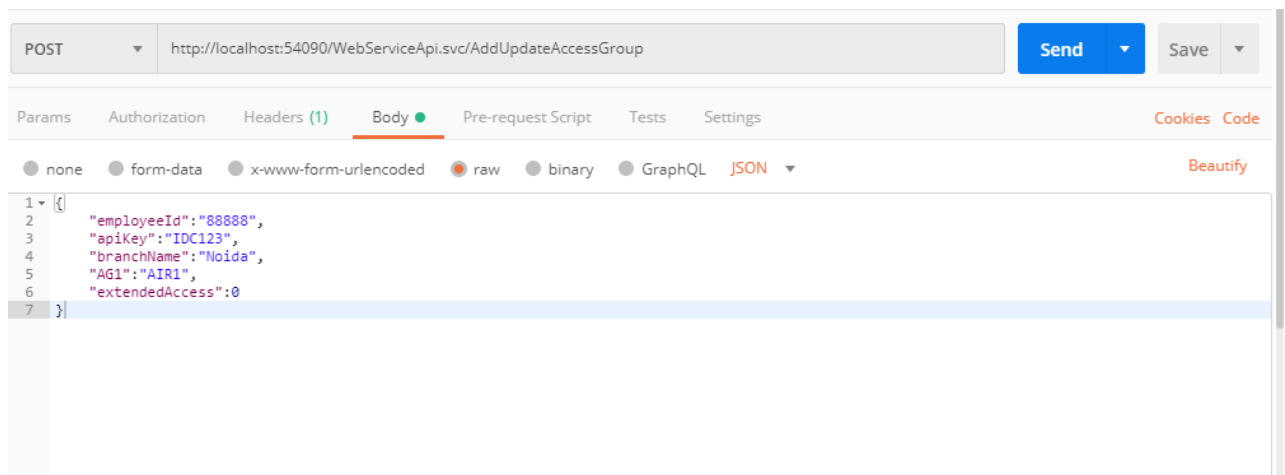 POST http://localhost:54090/WebServiceApi.svc/AddUpdateAccessGroup Send Save
Params Authorization Headers (1) Body Pre-request Script Tests Settings Cookies Code
none form-data x-www-form-urlencoded raw binary GraphQL JSON Beautify
1 {
2 "employeeId":"88888",
3 "apiKey":"IDC123",
4 "branchName":"Noida",
5 "AG1":"AIR1",
6 "extendedAccess":0
7 }